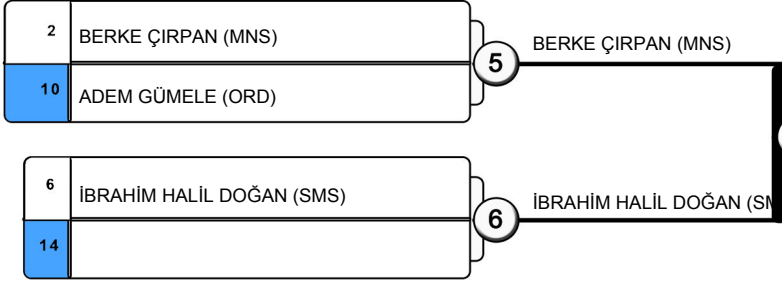 2 BERKE ÇIRPAN (MNS)
5 BERKE ÇIRPAN (MNS)
10 ADEM GÜMELE (ORD)
6 İBRAHİM HALİL DOĞAN (SMS)
6 İBRAHİM HALİL DOĞAN (SM
14